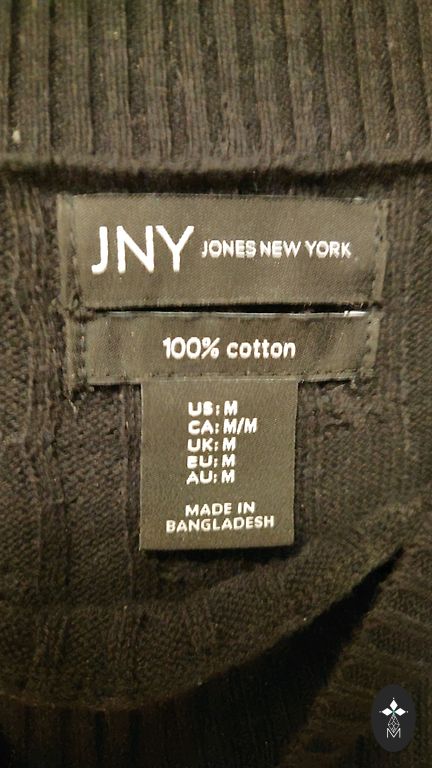 JNY JONES NEW YORK
100% cotton
US: M
CA: M/M
UK: M
EU: M
AU: M
MADE IN
BANGLADESH
M